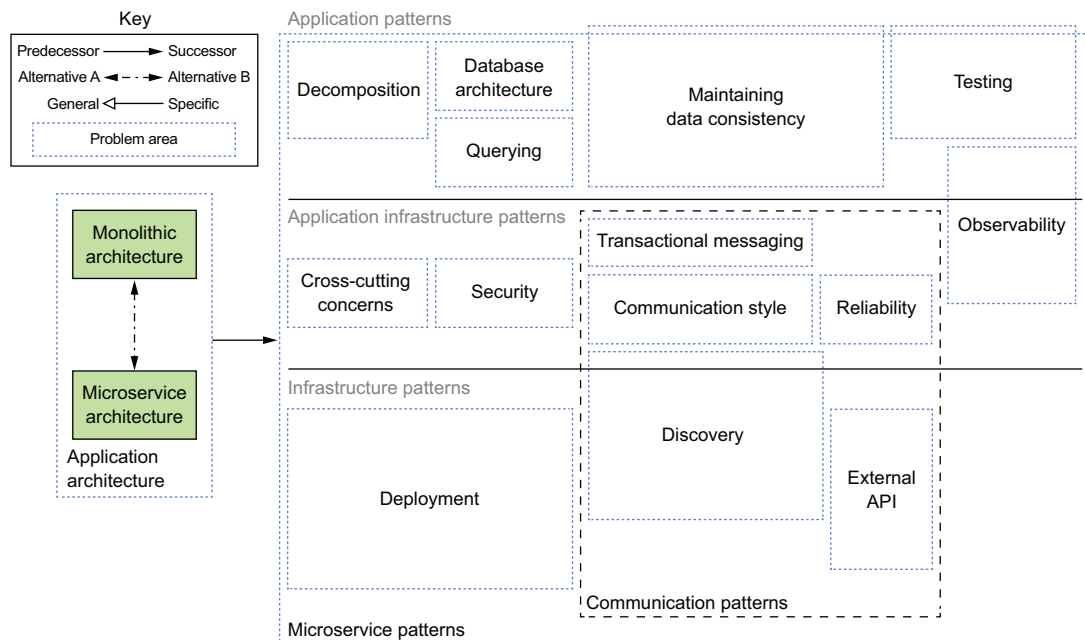 Key
Predecessor
Successor
Alternative A
Alternative B
General
Specific
Problem area
Monolithic
architecture
Microservice
architecture
Application
architecture
Application patterns
Decomposition
Database
architecture
Querying
Maintaining
data consistency
Testing
Observability
Application infrastructure patterns
Cross-cutting
concerns
Security
Transactional messaging
Communication style
Reliability
Infrastructure patterns
Deployment
Discovery
External
API
Communication patterns
Microservice patterns